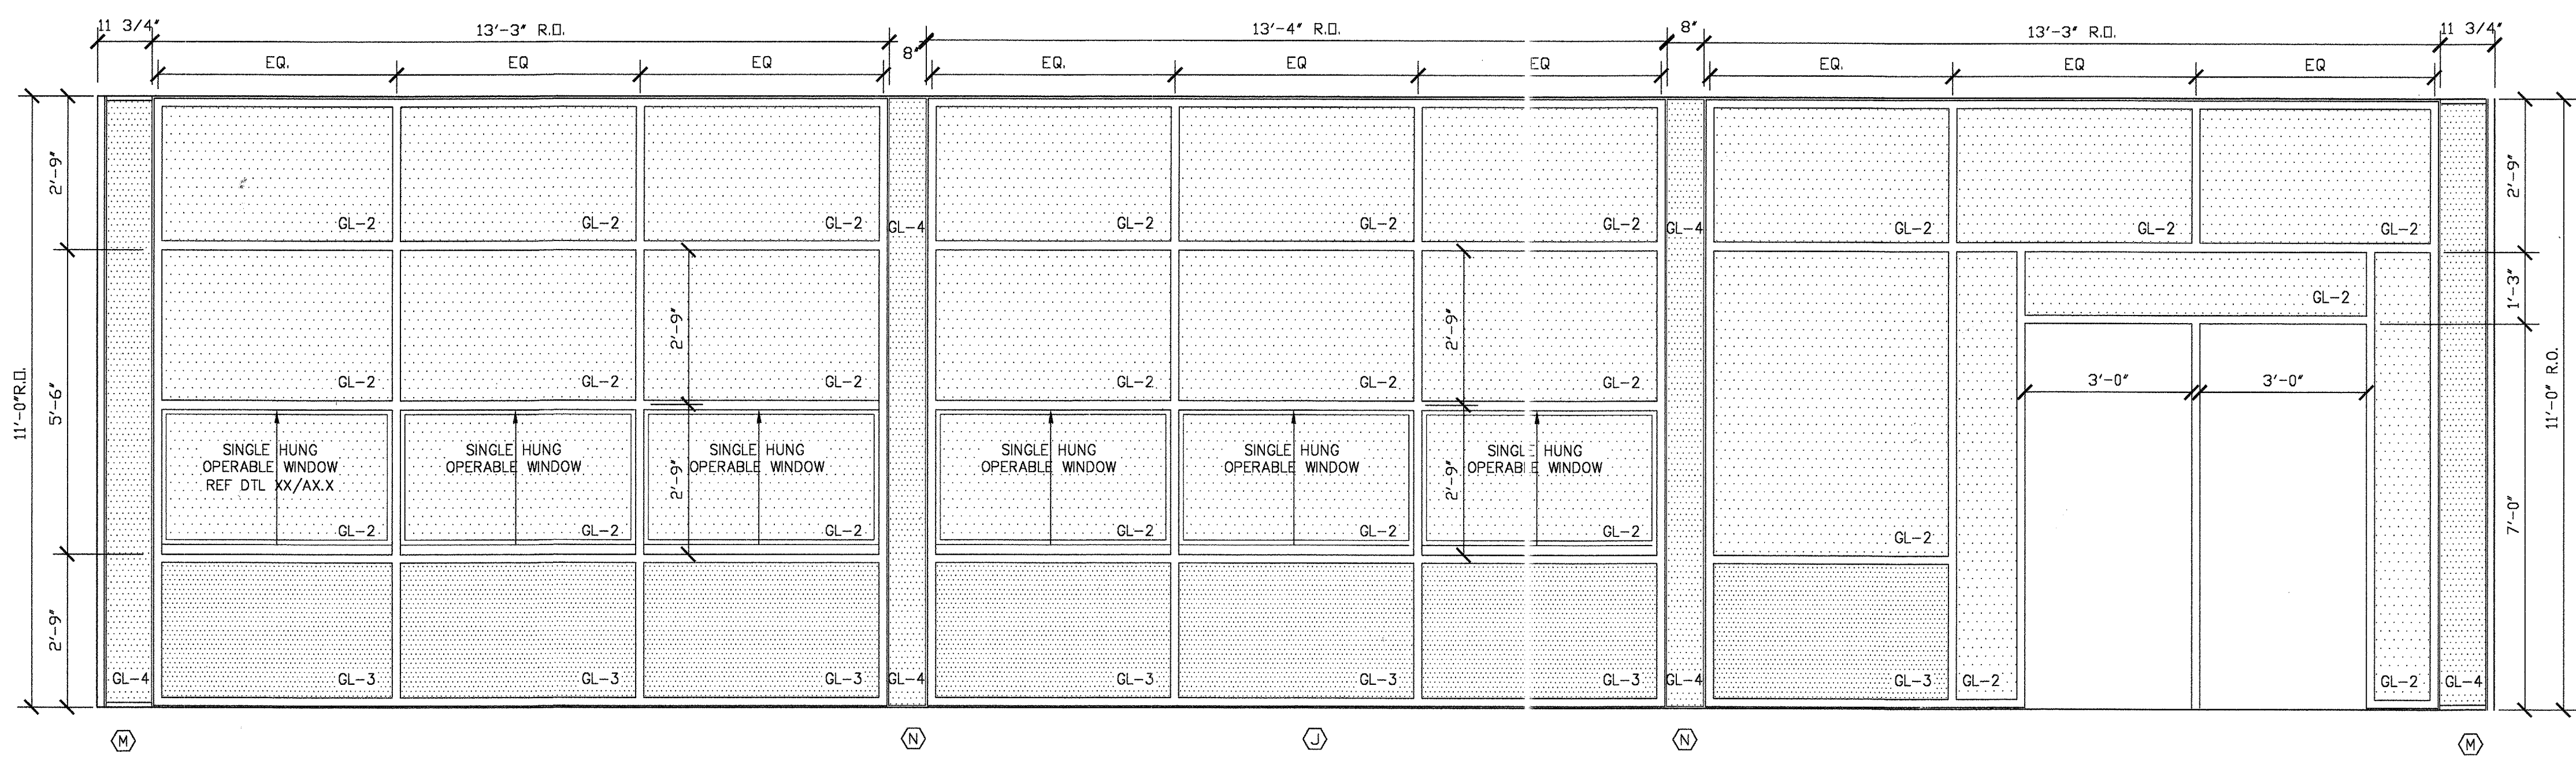 11 3/4" 13'-3" R.O. 8" 13'-4" R.O. 8" 13'-3" R.O. 11 3/4"
EQ. EQ EQ EQ. EQ EQ EQ. EQ EQ
11'-0"R.O.
2'-9"
5'-6"
2'-9"
GL-2 GL-2 GL-2 GL-4 GL-2 GL-2 GL-2 GL-4 GL-2 GL-2 GL-2
2'-9"
1'-3"
7'-0"
11'-0" R.O.
GL-2
2'-9" 2'-9"
GL-2 GL-2 GL-2 GL-2 GL-2 GL-2
3'-0" 3'-0"
SINGLE HUNG
OPERABLE WINDOW
REF DTL XX/AX.X
SINGLE HUNG
OPERABLE WINDOW
SINGLE HUNG
OPERABLE WINDOW
SINGLE HUNG
OPERABLE WINDOW
SINGLE HUNG
OPERABLE WINDOW
SINGLE HUNG
OPERABLE WINDOW
2'-9" 2'-9"
GL-2 GL-2 GL-2 GL-2 GL-2 GL-2 GL-2
GL-4 GL-3 GL-3 GL-3 GL-4 GL-3 GL-3 GL-3 GL-4 GL-3 GL-2 GL-2 GL-4
M N J N M